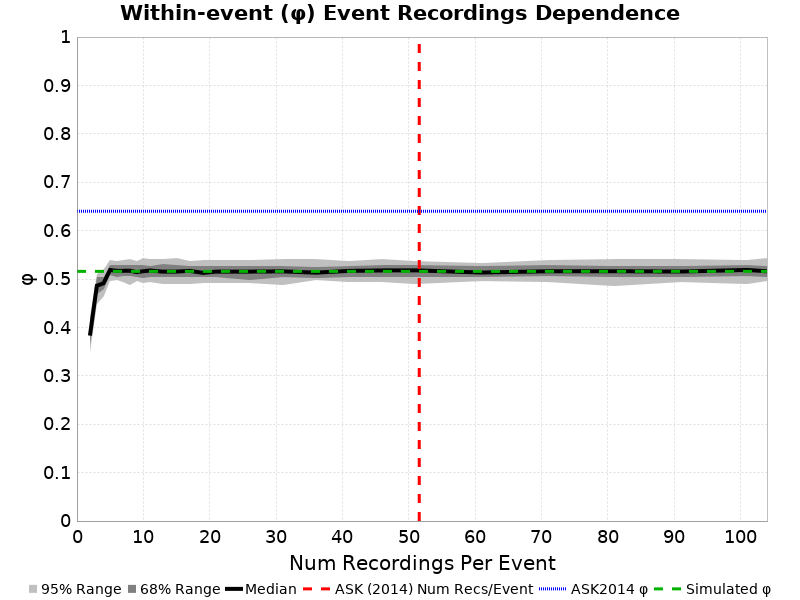 Within-event (φ) Event Recordings Dependence
1
0.9
0.8
0.7
0.6
0.5
0.4
0.3
0.2
0.1
0
φ
0 10 20 30 40 50 60 70 80 90 100
Num Recordings Per Event
95% Range 68% Range Median ASK (2014) Num Recs/Event ASK2014 φ Simulated φ